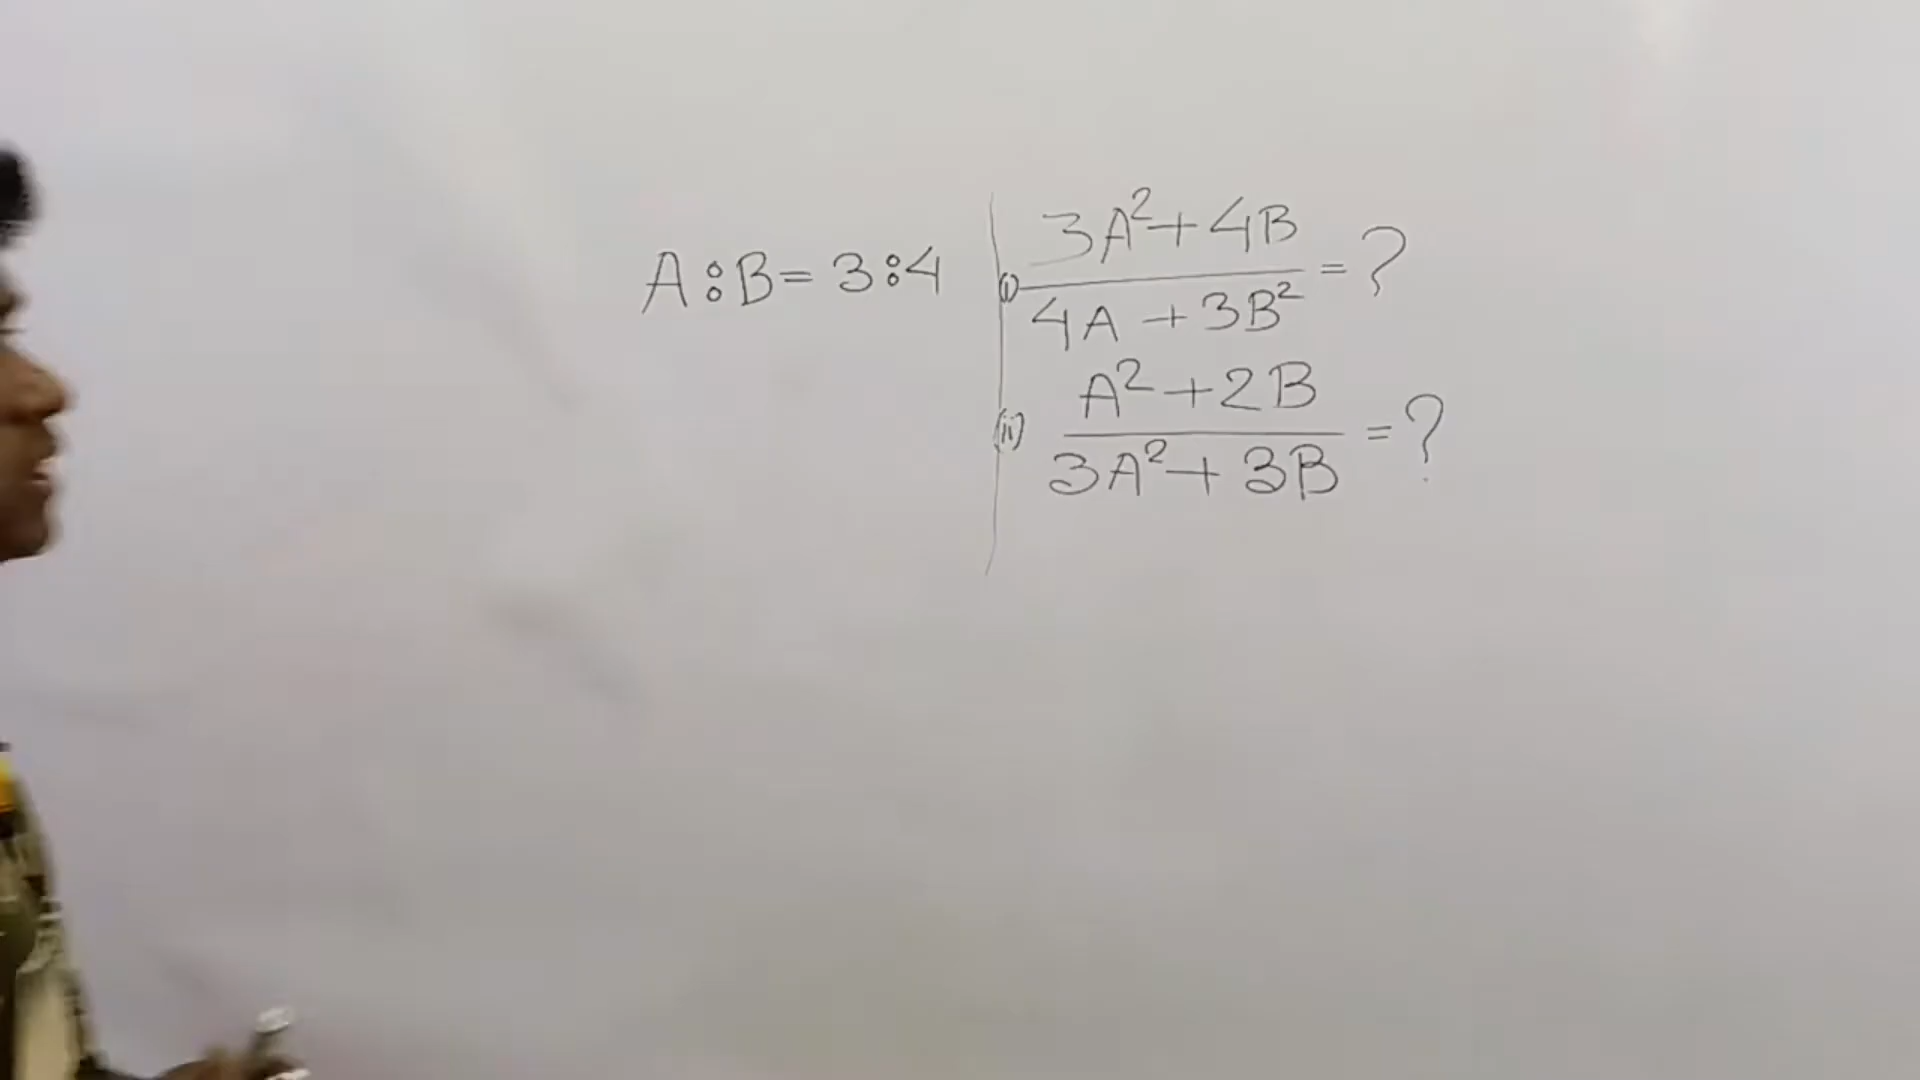 A:B = 3:4
(i) 3A²+4B / 4A + 3B² = ?
(ii) A²+2B / 3A²+3B = ?